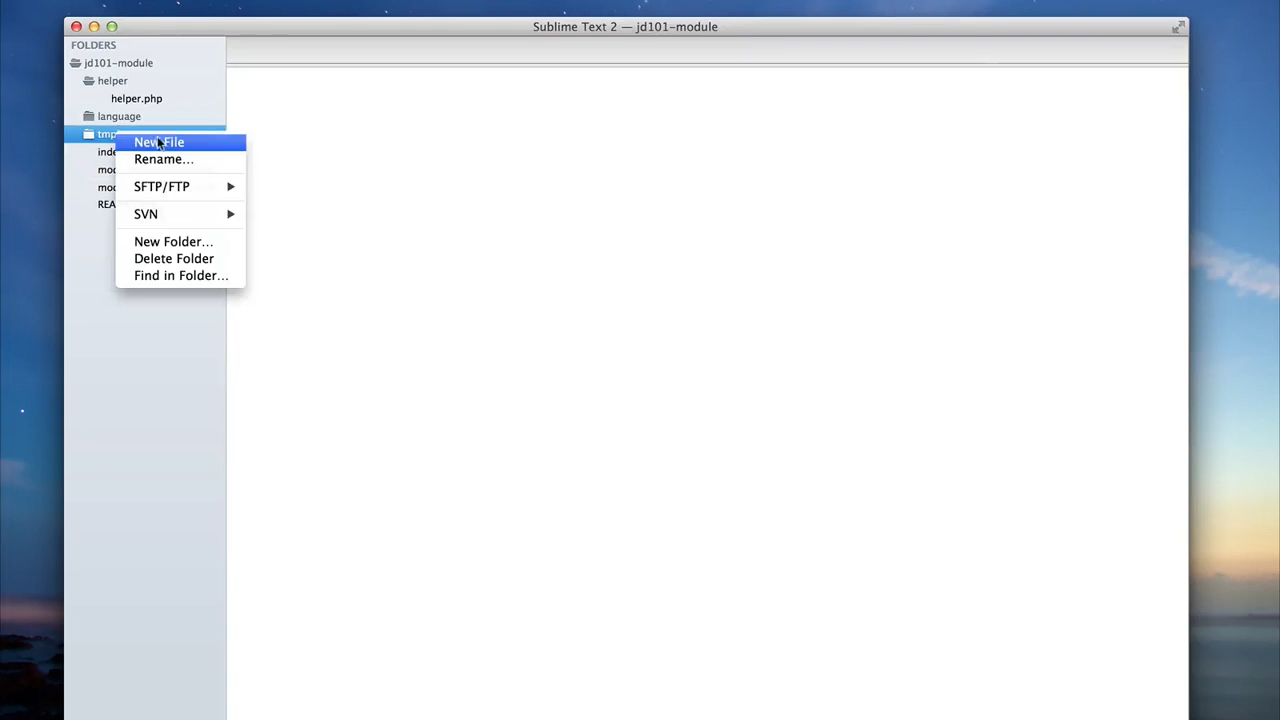 Sublime Text 2 — jd101-module
FOLDERS
jd101-module
helper
helper.php
language
tmp
New File
Rename...
SFTP/FTP
SVN
New Folder...
Delete Folder
Find in Folder...